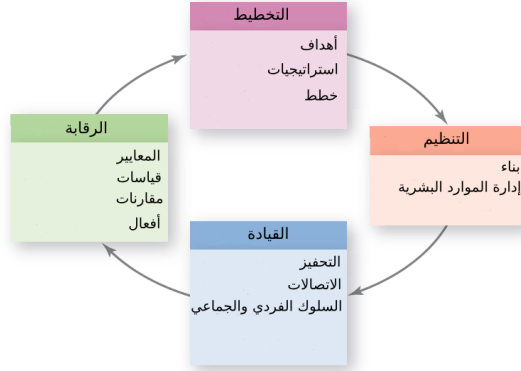 التخطيط
أهداف
استراتيجيات
خطط
التنظيم
بناء
إدارة الموارد البشرية
القيادة
التحفيز
الاتصالات
السلوك الفردي والجماعي
الرقابة
المعايير
قياسات
مقارنات
أفعال